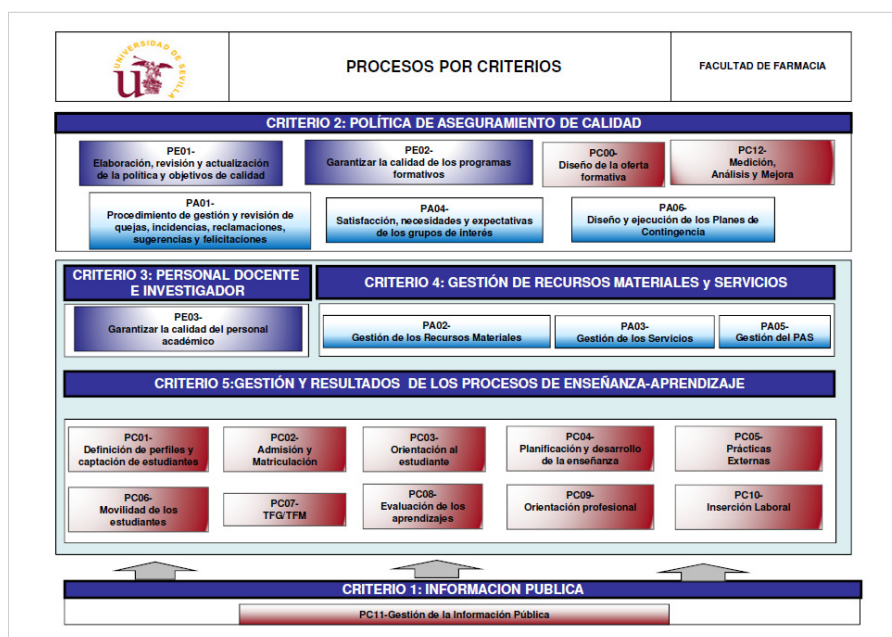 UNIVERSIDAD DE SEVILLA
PROCESOS POR CRITERIOS
FACULTAD DE FARMACIA
CRITERIO 2: POLÍTICA DE ASEGURAMIENTO DE CALIDAD
PE01-
Elaboración, revisión y actualización
de la política y objetivos de calidad
PE02-
Garantizar la calidad de los programas
formativos
PC00-
Diseño de la oferta
formativa
PC12-
Medición,
Análisis y Mejora
PA01-
Procedimiento de gestión y revisión de
quejas, incidencias, reclamaciones,
sugerencias y felicitaciones
PA04-
Satisfacción, necesidades y expectativas
de los grupos de interés
PA06-
Diseño y ejecución de los Planes de
Contingencia
CRITERIO 3: PERSONAL DOCENTE
E INVESTIGADOR
CRITERIO 4: GESTIÓN DE RECURSOS MATERIALES y SERVICIOS
PE03-
Garantizar la calidad del personal
académico
PA02-
Gestión de los Recursos Materiales
PA03-
Gestión de los Servicios
PA05-
Gestión del PAS
CRITERIO 5:GESTIÓN Y RESULTADOS DE LOS PROCESOS DE ENSEÑANZA-APRENDIZAJE
PC01-
Definición de perfiles y
captación de estudiantes
PC02-
Admisión y
Matriculación
PC03-
Orientación al
estudiante
PC04-
Planificación y desarrollo
de la enseñanza
PC05-
Prácticas
Externas
PC06-
Movilidad de los
estudiantes
PC07-
TFG/TFM
PC08-
Evaluación de los
aprendizajes
PC09-
Orientación profesional
PC10-
Inserción Laboral
CRITERIO 1: INFORMACION PUBLICA
PC11-Gestión de la Información Pública